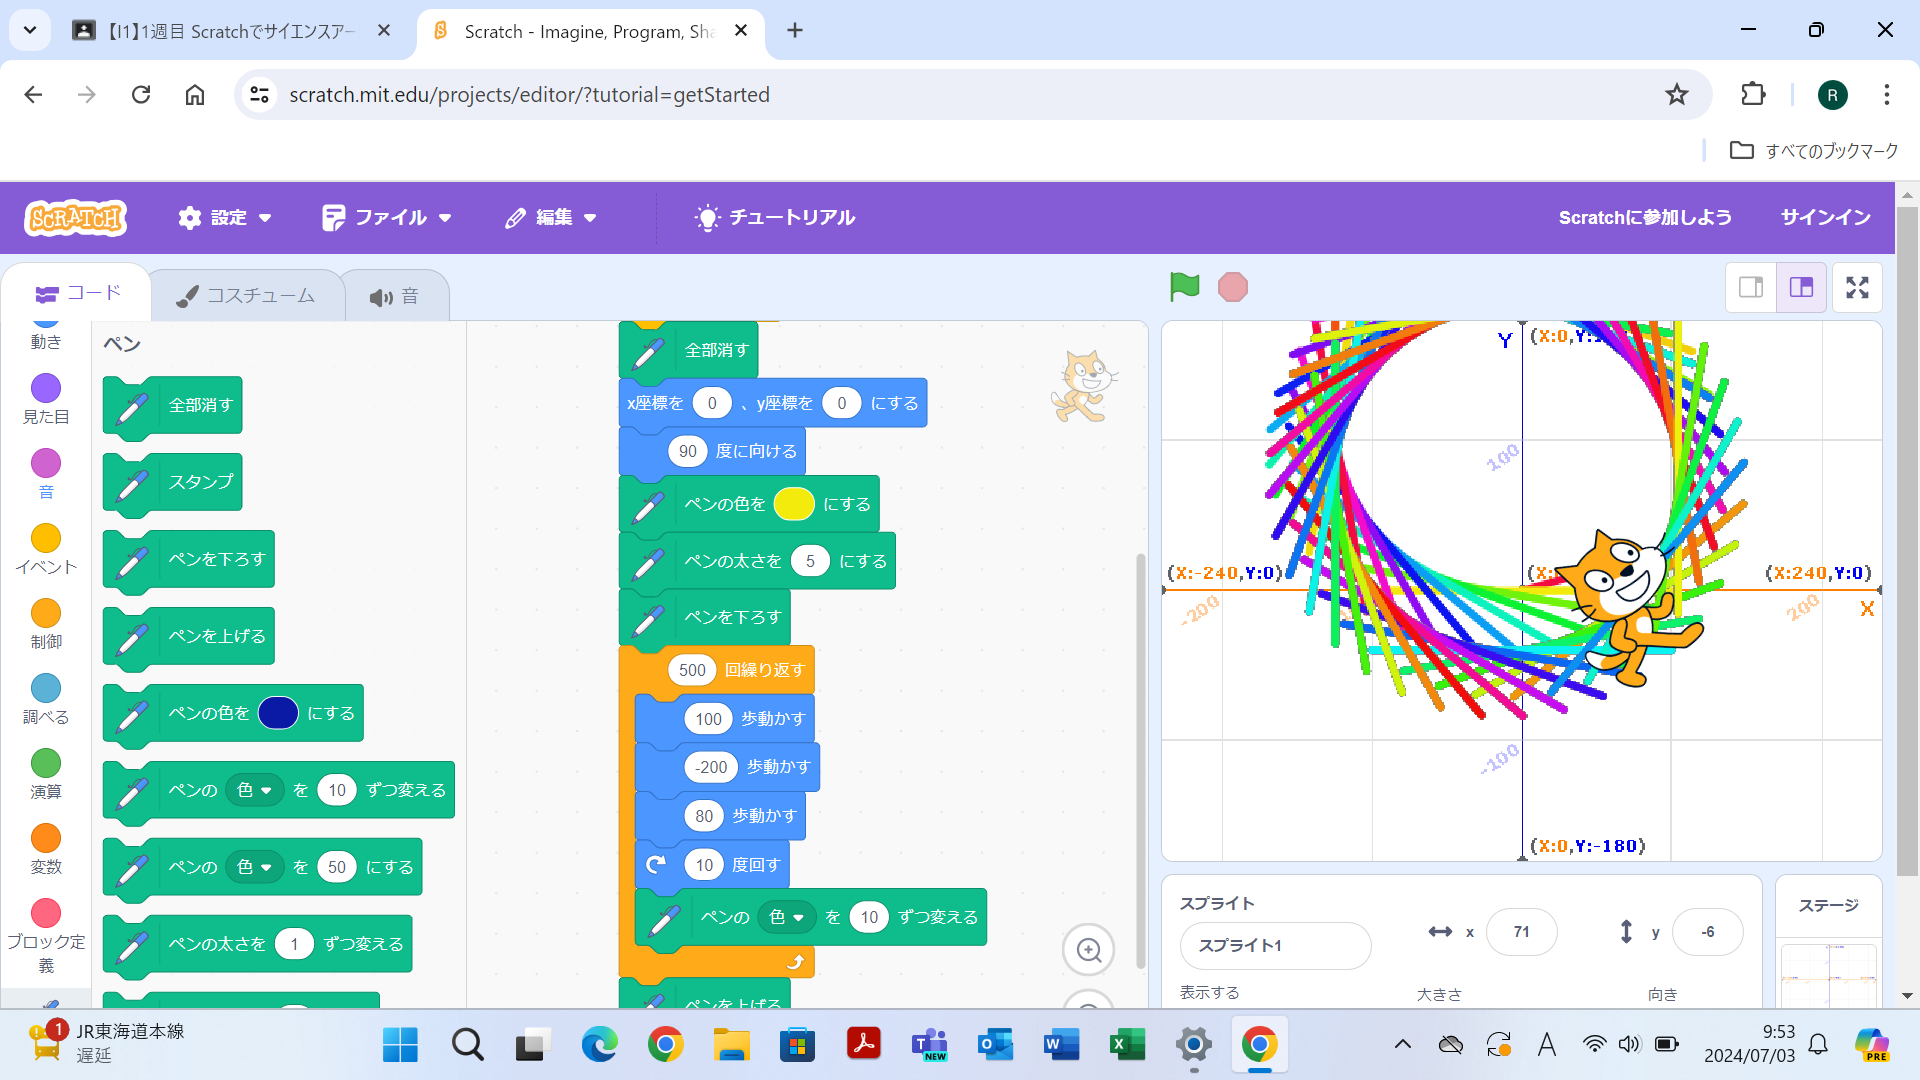 【I1】1週目 Scratchでサイエンスアー
Scratch - Imagine, Program, Sha
scratch.mit.edu/projects/editor/?tutorial=getStarted
R
すべてのブックマーク
SCRATCH
設定
ファイル
編集
チュートリアル
Scratchに参加しよう
サインイン
コード
コスチューム
音
動き
見た目
音
イベント
制御
調べる
演算
変数
ブロック定義
ペン
全部消す
スタンプ
ペンを下ろす
ペンを上げる
ペンの色を にする
ペンの 色 を 10 ずつ変える
ペンの 色 を 50 にする
ペンの太さを 1 ずつ変える
全部消す
x座標を 0 、y座標を 0 にする
90 度に向ける
ペンの色を にする
ペンの太さを 5 にする
ペンを下ろす
500 回繰り返す
100 歩動かす
-200 歩動かす
80 歩動かす
10 度回す
ペンの 色 を 10 ずつ変える
ペンを上げる
Y
(X:0,Y:
100
(X:-240,Y:0)
(X:
(X:240,Y:0)
-200
200
X
-100
(X:0,Y:-180)
スプライト
スプライト1
x 71
y -6
表示する
大きさ
向き
ステージ
1
JR東海道本線
遅延
NEW
A
9:53
2024/07/03
PRE